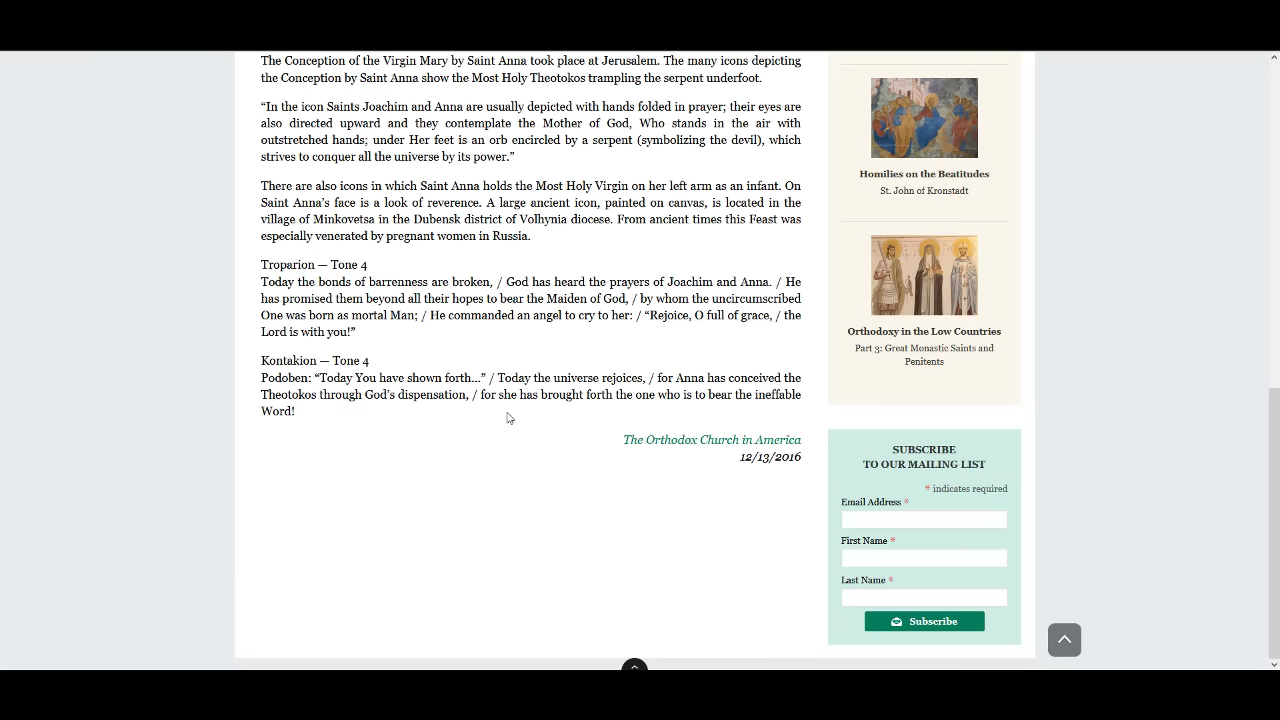 The Conception of the Virgin Mary by Saint Anna took place at Jerusalem. The many icons depicting
the Conception by Saint Anna show the Most Holy Theotokos trampling the serpent underfoot.
“In the icon Saints Joachim and Anna are usually depicted with hands folded in prayer; their eyes are
also directed upward and they contemplate the Mother of God, Who stands in the air with
outstretched hands; under Her feet is an orb encircled by a serpent (symbolizing the devil), which
strives to conquer all the universe by its power.”
There are also icons in which Saint Anna holds the Most Holy Virgin on her left arm as an infant. On
Saint Anna’s face is a look of reverence. A large ancient icon, painted on canvas, is located in the
village of Minkovetsa in the Dubensk district of Volhynia diocese. From ancient times this Feast was
especially venerated by pregnant women in Russia.
Troparion — Tone 4
Today the bonds of barrenness are broken, / God has heard the prayers of Joachim and Anna. / He
has promised them beyond all their hopes to bear the Maiden of God, / by whom the uncircumscribed
One was born as mortal Man; / He commanded an angel to cry to her: / “Rejoice, O full of grace, / the
Lord is with you!”
Kontakion — Tone 4
Podoben: “Today You have shown forth...” / Today the universe rejoices, / for Anna has conceived the
Theotokos through God’s dispensation, / for she has brought forth the one who is to bear the ineffable
Word!
The Orthodox Church in America
12/13/2016
Homilies on the Beatitudes
St. John of Kronstadt
Orthodoxy in the Low Countries
Part 3: Great Monastic Saints and
Penitents
SUBSCRIBE
TO OUR MAILING LIST
* indicates required
Email Address *
First Name *
Last Name *
Subscribe